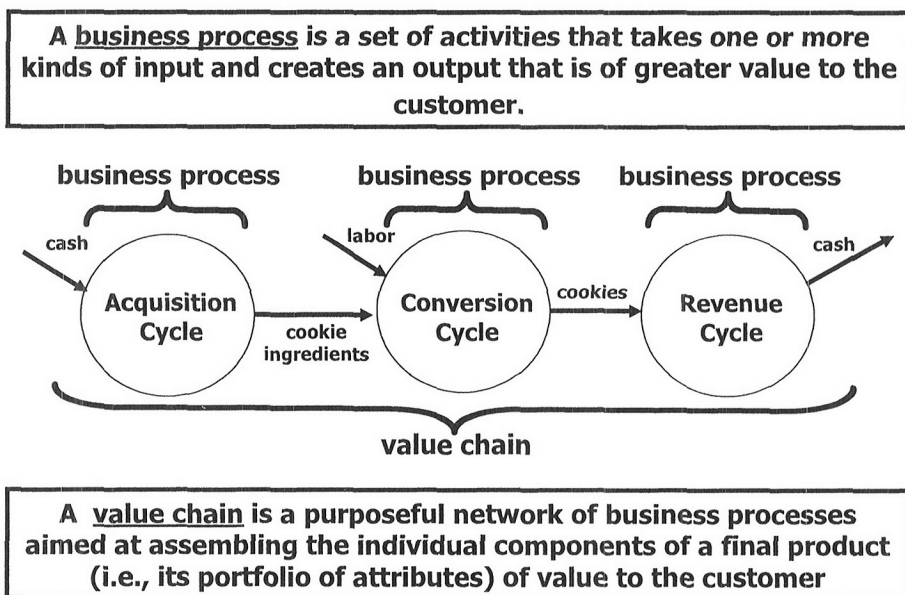 A business process is a set of activities that takes one or more
kinds of input and creates an output that is of greater value to the
customer.
business process
business process
business process
cash
labor
cash
Acquisition
Cycle
cookie
ingredients
Conversion
Cycle
cookies
Revenue
Cycle
value chain
A value chain is a purposeful network of business processes
aimed at assembling the individual components of a final product
(i.e., its portfolio of attributes) of value to the customer